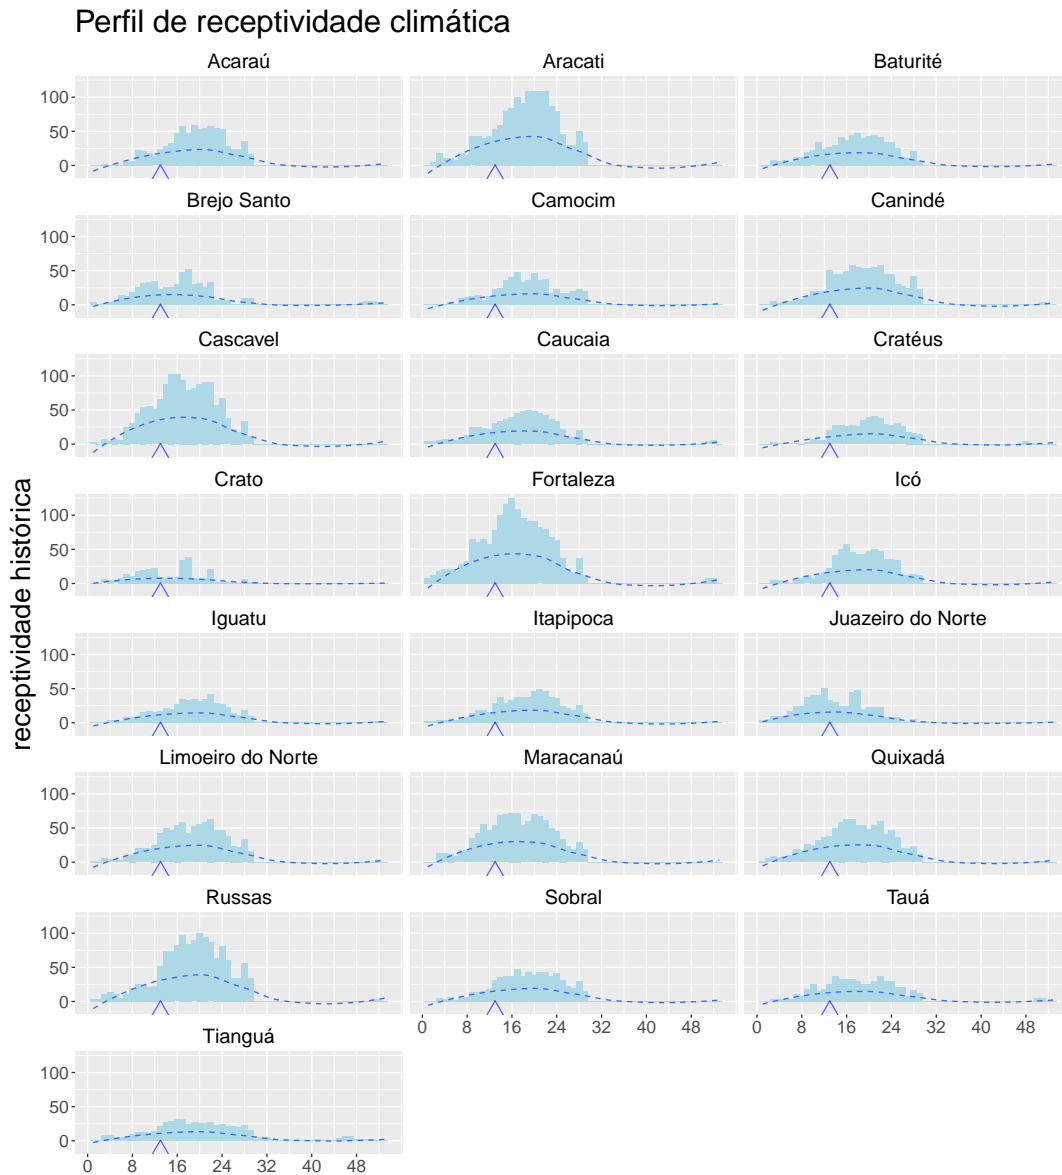 Perfil de receptividade climática
Acaraú Aracati Baturité
100
50
0
Brejo Santo Camocim Canindé
100
50
0
Cascavel Caucaia Cratéus
100
50
0
Crato Fortaleza Icó
100
50
0
receptividade histórica
Iguatu Itapipoca Juazeiro do Norte
100
50
0
Limoeiro do Norte Maracanaú Quixadá
100
50
0
Russas Sobral Tauá
100
50
0
0 8 16 24 32 40 48 0 8 16 24 32 40 48
Tianguá
100
50
0
0 8 16 24 32 40 48